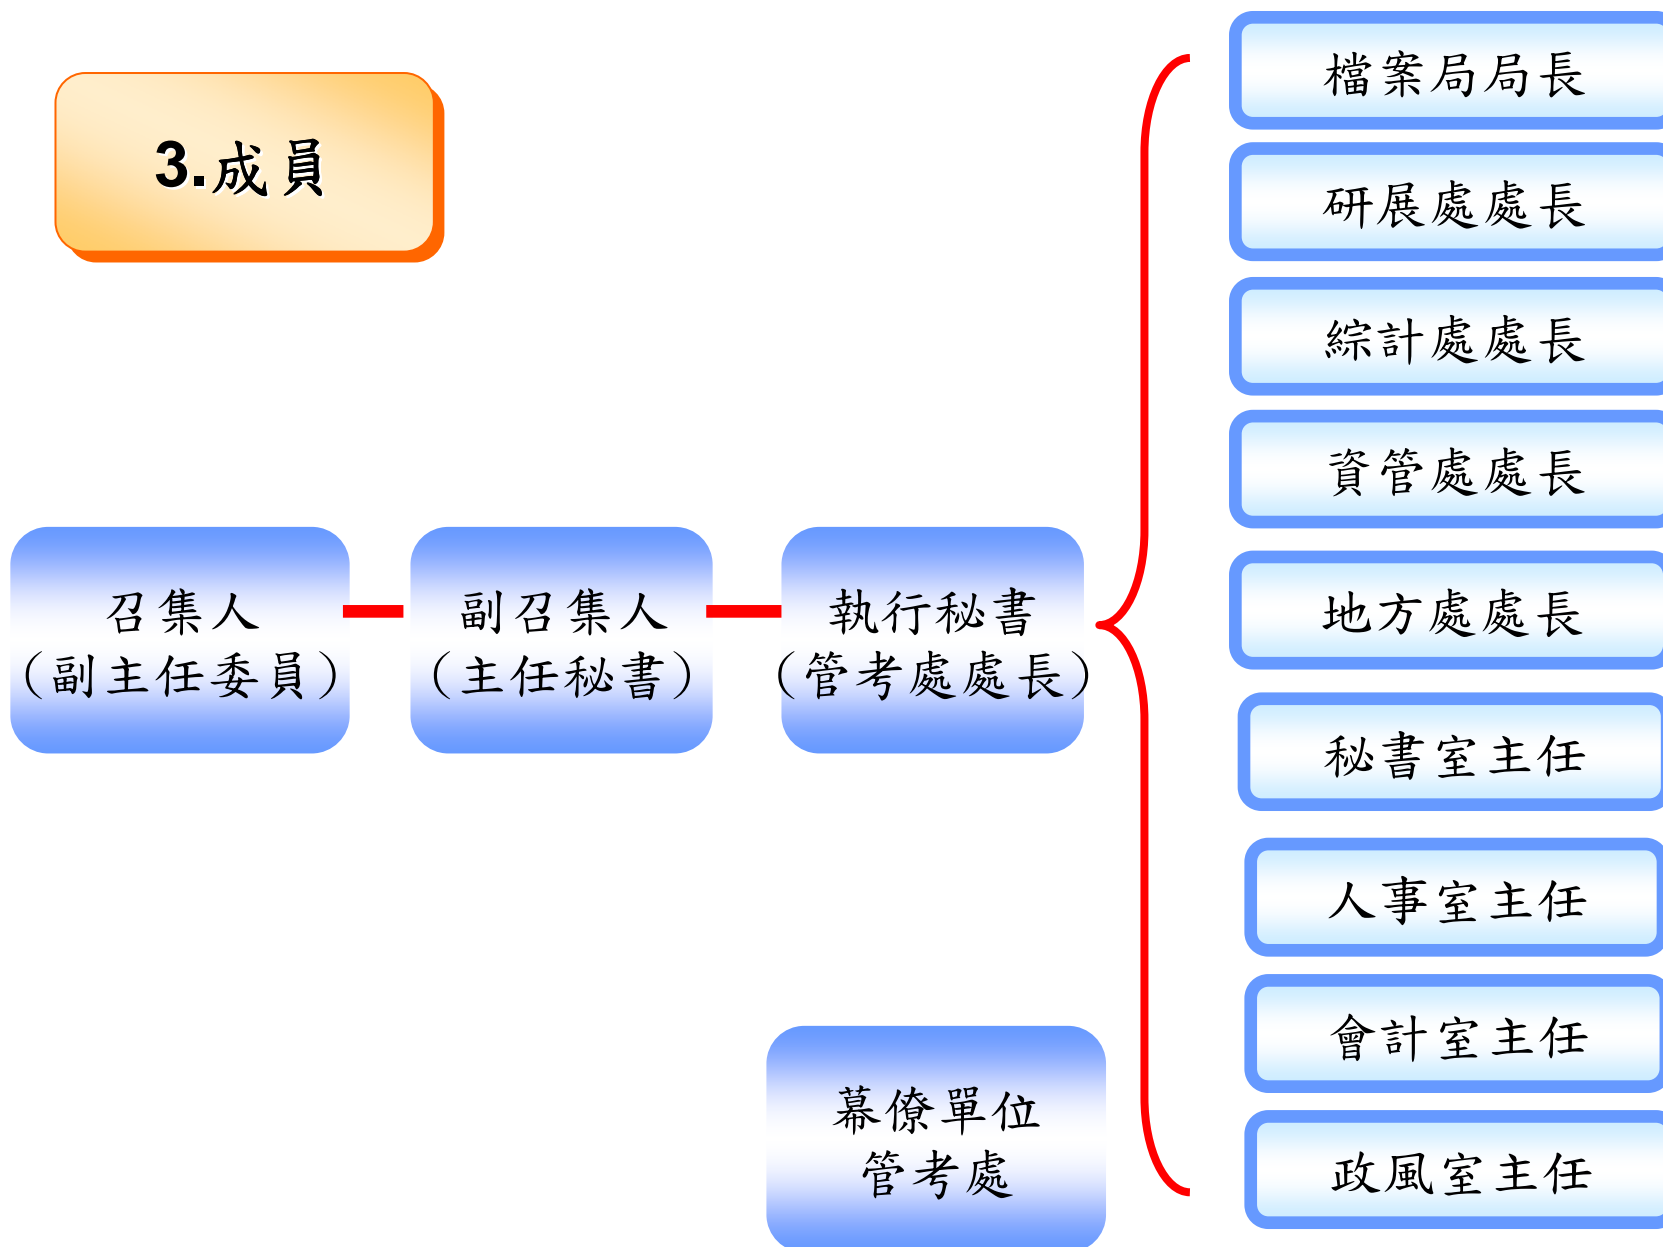 3.成員
召集人
（副主任委員）
副召集人
（主任秘書）
執行秘書
（管考處處長）
檔案局局長
研展處處長
綜計處處長
資管處處長
地方處處長
秘書室主任
人事室主任
會計室主任
政風室主任
幕僚單位
管考處